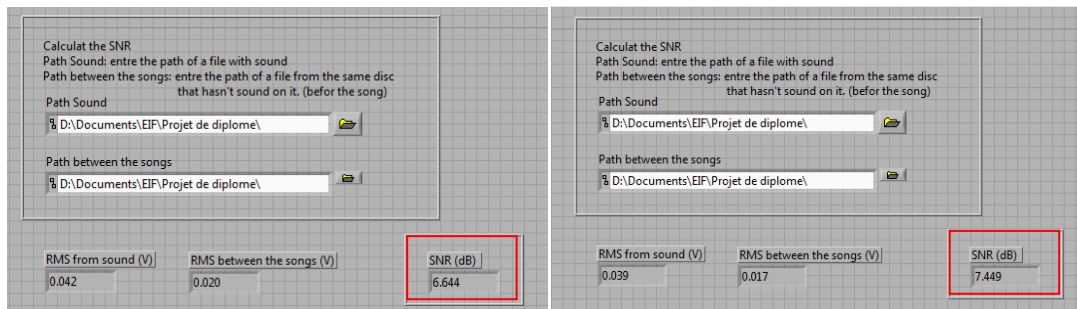 Calculat the SNR
Path Sound: entre the path of a file with sound
Path between the songs: entre the path of a file from the same disc
that hasn't sound on it. (befor the song)
Path Sound
D:\Documents\EIF\Projet de diplome\
Path between the songs
D:\Documents\EIF\Projet de diplome\
RMS from sound (V)
RMS between the songs (V)
SNR (dB)
0.042
0.020
6.644
Calculat the SNR
Path Sound: entre the path of a file with sound
Path between the songs: entre the path of a file from the same disc
that hasn't sound on it. (befor the song)
Path Sound
D:\Documents\EIF\Projet de diplome\
Path between the songs
D:\Documents\EIF\Projet de diplome\
RMS from sound (V)
RMS between the songs (V)
SNR (dB)
0.039
0.017
7.449